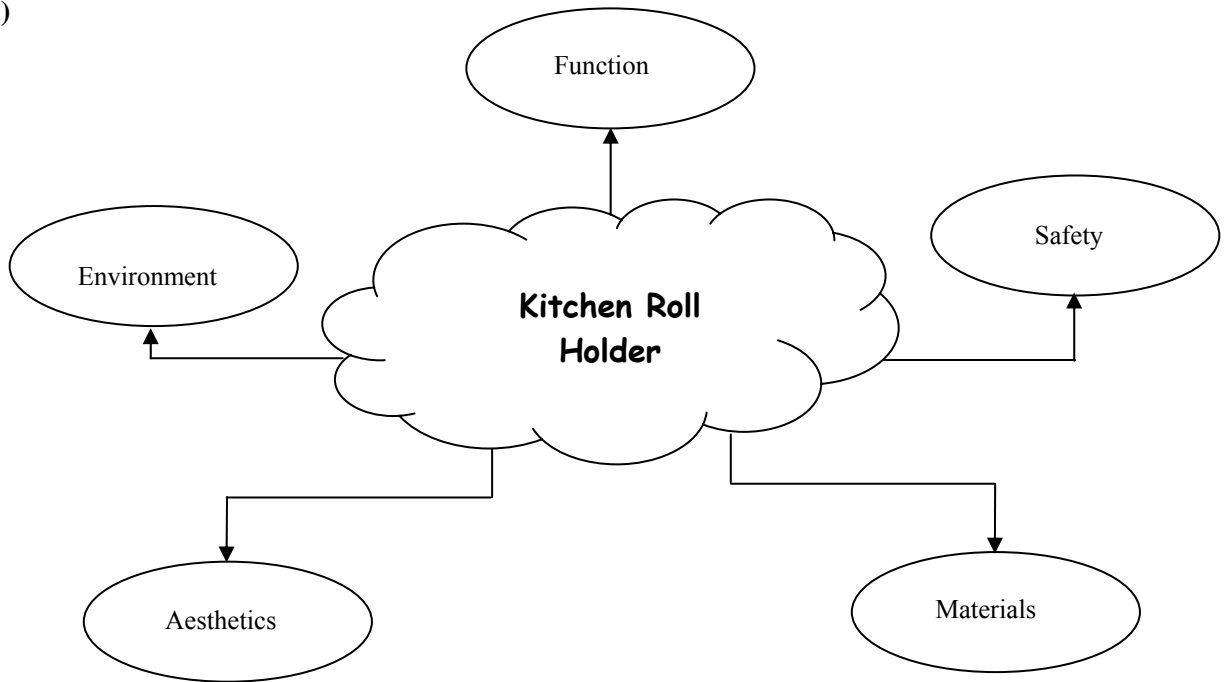 )
Function
Safety
Environment
Kitchen Roll
Holder
Aesthetics
Materials